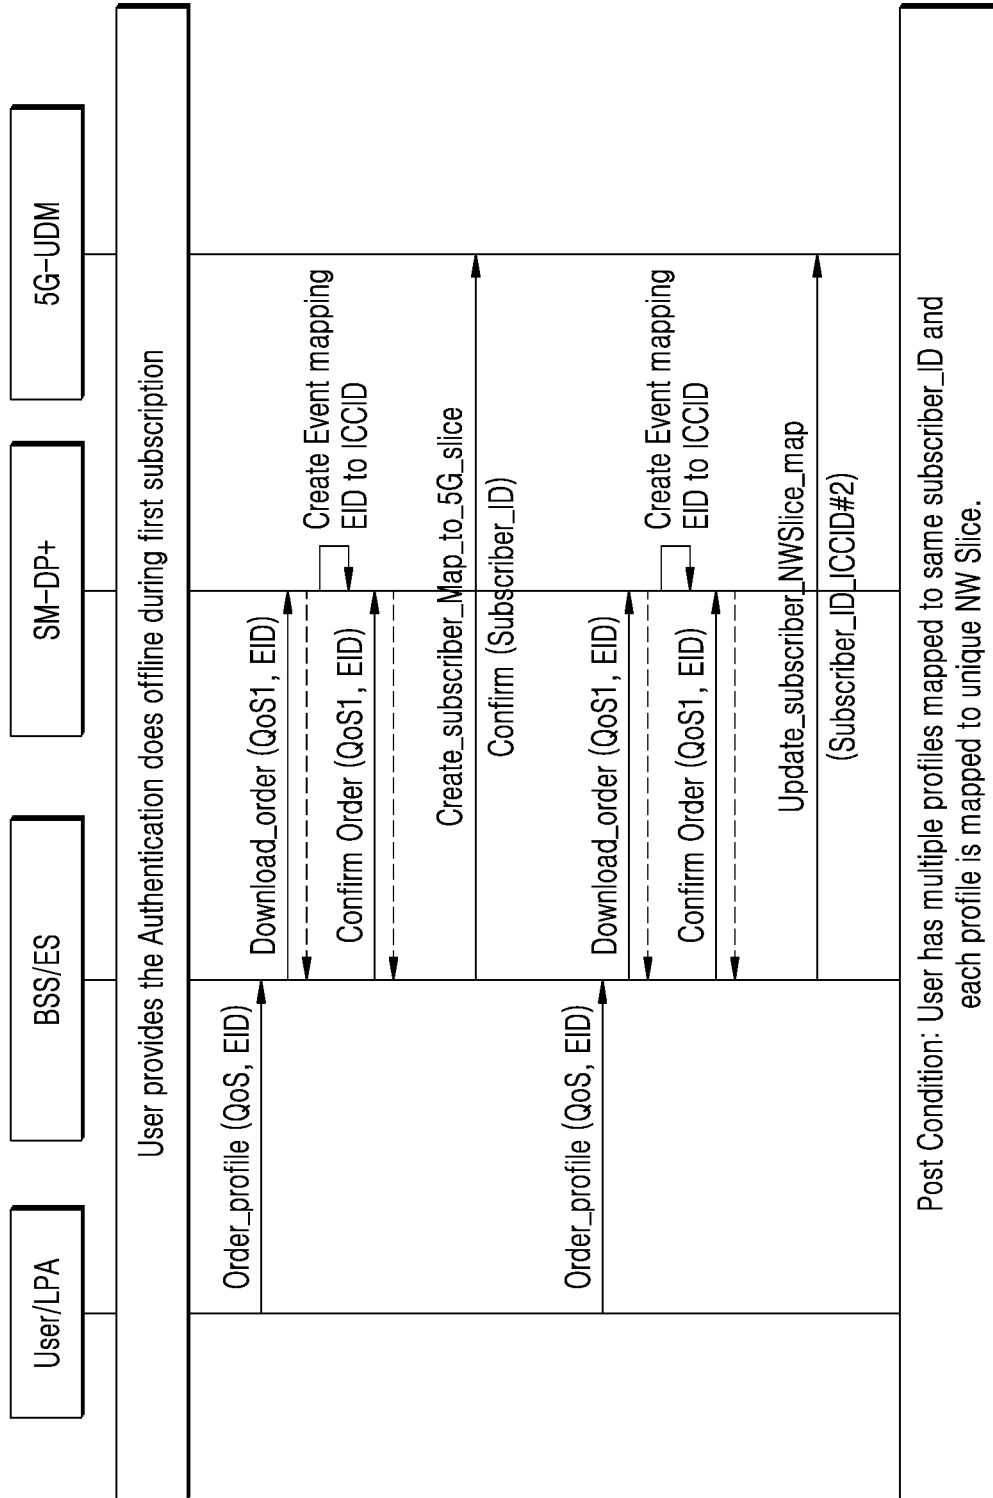 User/LPA
BSS/ES
SM-DP+
5G-UDM
User provides the Authentication does offline during first subscription
Order_profile (QoS, EID)
Download_order (QoS1, EID)
Create Event mapping
EID to ICCID
Confirm Order (QoS1, EID)
Create_subscriber_Map_to_5G_slice
Confirm (Subscriber_ID)
Order_profile (QoS, EID)
Download_order (QoS1, EID)
Create Event mapping
EID to ICCID
Confirm Order (QoS1, EID)
Update_subscriber_NWSlice_map
(Subscriber_ID_ICCID#2)
Post Condition: User has multiple profiles mapped to same subscriber_ID and
each profile is mapped to unique NW Slice.